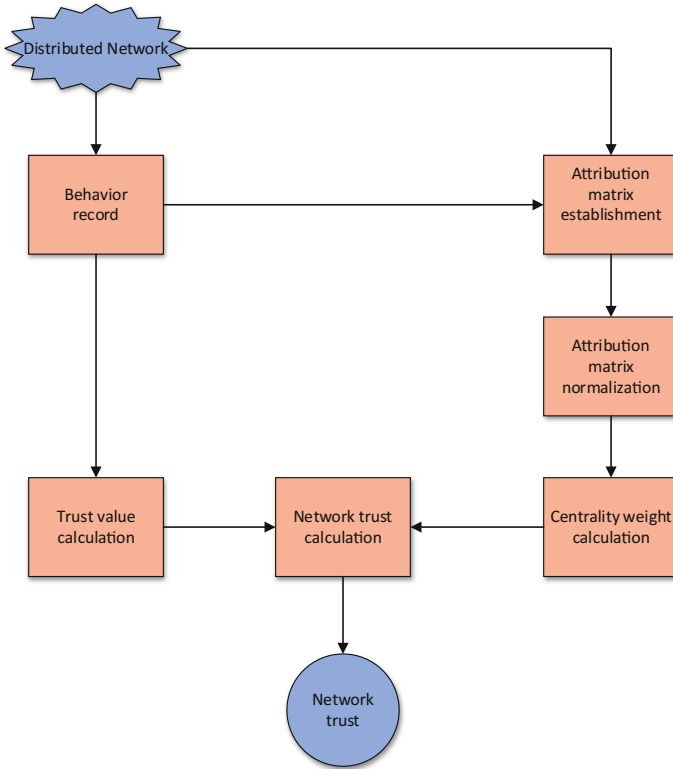 Distributed Network
Behavior
record
Attribution
matrix
establishment
Attribution
matrix
normalization
Trust value
calculation
Network trust
calculation
Centrality weight
calculation
Network
trust